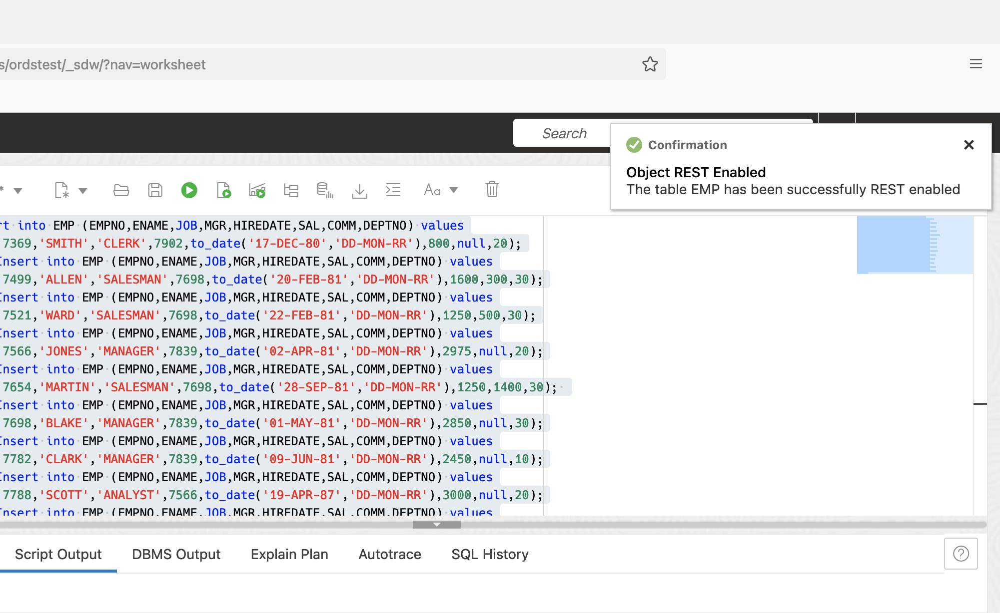 s/ordstest/_sdw/?nav=worksheet
Search
Confirmation
Object REST Enabled
The table EMP has been successfully REST enabled
Aa
rt into EMP (EMPNO,ENAME,JOB,MGR,HIREDATE,SAL,COMM,DEPTNO) values
7369,'SMITH','CLERK',7902,to_date('17-DEC-80','DD-MON-RR'),800,null,20);
Insert into EMP (EMPNO,ENAME,JOB,MGR,HIREDATE,SAL,COMM,DEPTNO) values
7499,'ALLEN','SALESMAN',7698,to_date('20-FEB-81','DD-MON-RR'),1600,300,30);
Insert into EMP (EMPNO,ENAME,JOB,MGR,HIREDATE,SAL,COMM,DEPTNO) values
7521,'WARD','SALESMAN',7698,to_date('22-FEB-81','DD-MON-RR'),1250,500,30);
Insert into EMP (EMPNO,ENAME,JOB,MGR,HIREDATE,SAL,COMM,DEPTNO) values
7566,'JONES','MANAGER',7839,to_date('02-APR-81','DD-MON-RR'),2975,null,20);
Insert into EMP (EMPNO,ENAME,JOB,MGR,HIREDATE,SAL,COMM,DEPTNO) values
7654,'MARTIN','SALESMAN',7698,to_date('28-SEP-81','DD-MON-RR'),1250,1400,30);
Insert into EMP (EMPNO,ENAME,JOB,MGR,HIREDATE,SAL,COMM,DEPTNO) values
7698,'BLAKE','MANAGER',7839,to_date('01-MAY-81','DD-MON-RR'),2850,null,30);
Insert into EMP (EMPNO,ENAME,JOB,MGR,HIREDATE,SAL,COMM,DEPTNO) values
7782,'CLARK','MANAGER',7839,to_date('09-JUN-81','DD-MON-RR'),2450,null,10);
Insert into EMP (EMPNO,ENAME,JOB,MGR,HIREDATE,SAL,COMM,DEPTNO) values
7788,'SCOTT','ANALYST',7566,to_date('19-APR-87','DD-MON-RR'),3000,null,20);
Insert into EMP (EMPNO,ENAME,JOB,MGR,HIREDATE,SAL,COMM,DEPTNO) values
Script Output DBMS Output Explain Plan Autotrace SQL History